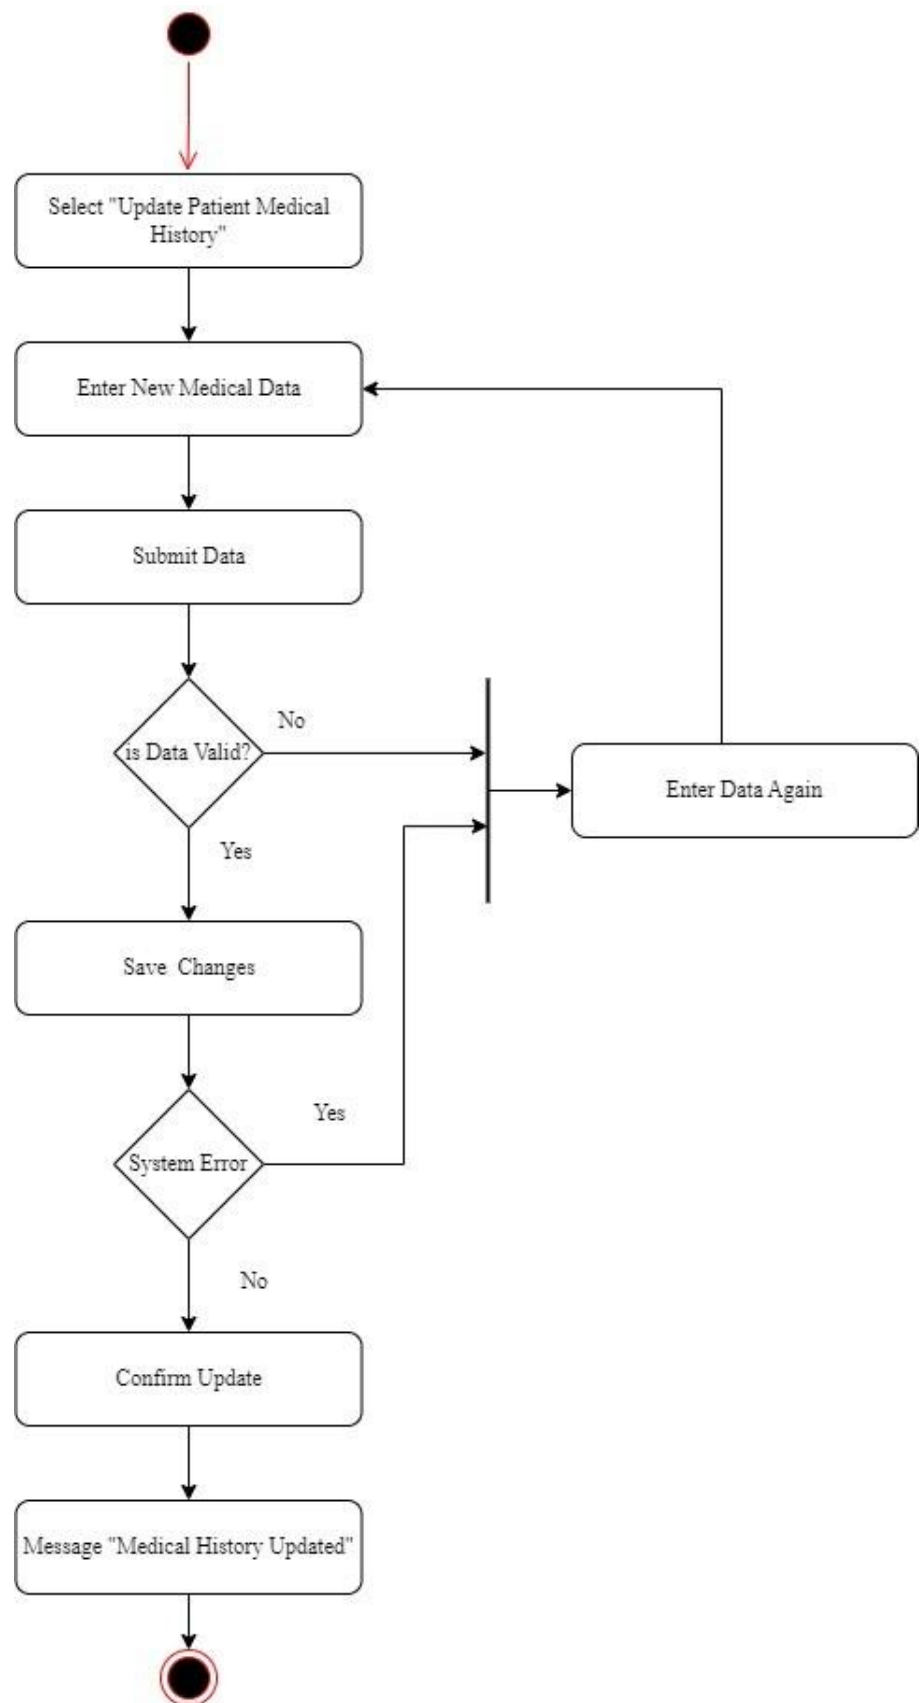 Select "Update Patient Medical
History"
Enter New Medical Data
Submit Data
No
is Data Valid?
Enter Data Again
Yes
Save  Changes
Yes
System Error
No
Confirm Update
Message "Medical History Updated"